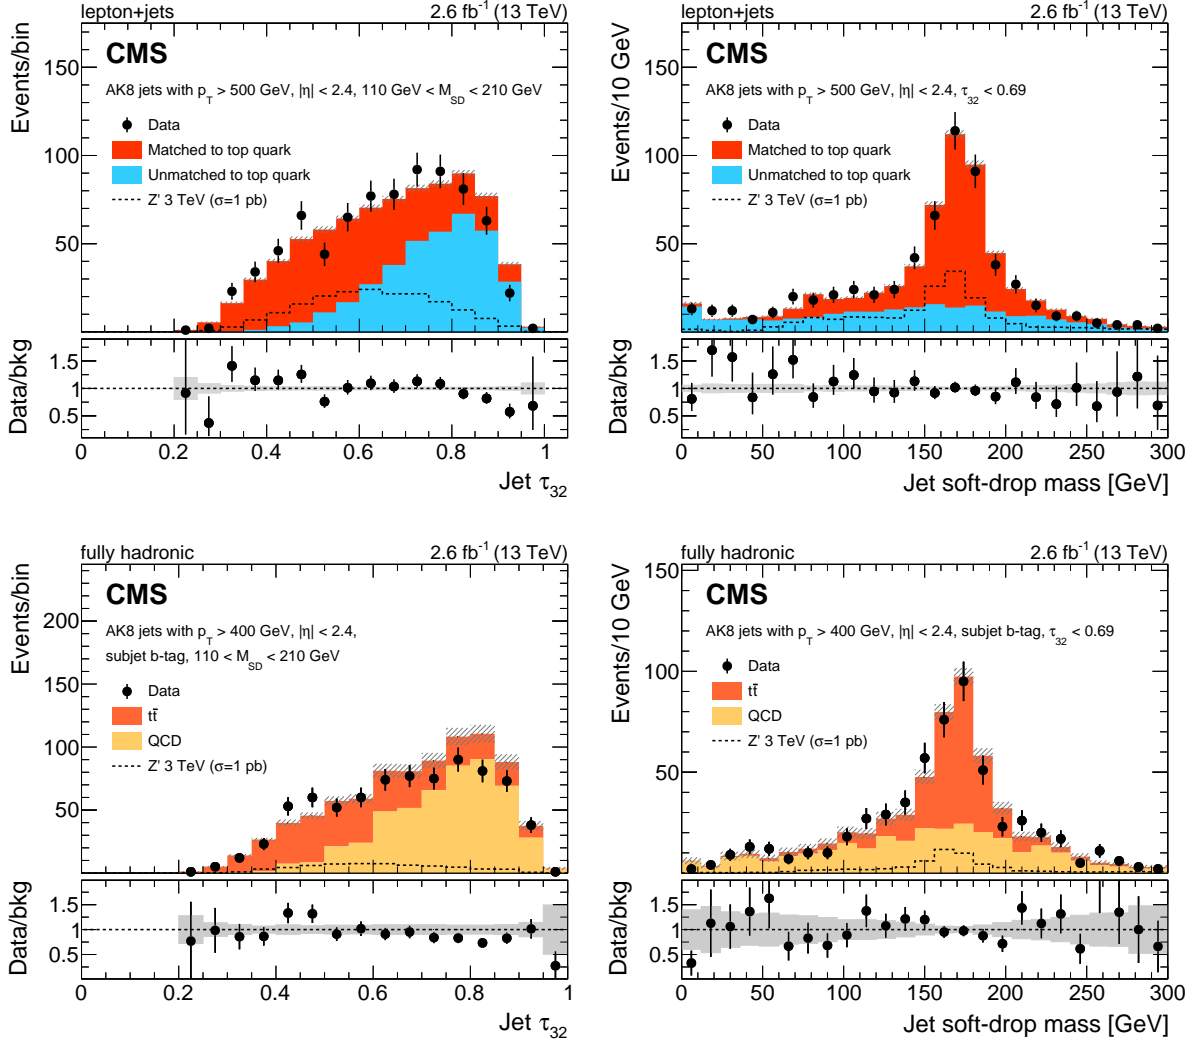 lepton+jets 2.6 fb⁻¹ (13 TeV)
Events/bin
CMS
AK8 jets with p_T > 500 GeV, |η| < 2.4, 110 GeV < M_SD < 210 GeV
Data
Matched to top quark
Unmatched to top quark
Z' 3 TeV (σ=1 pb)
150
100
50
Data/bkg
1.5
1
0.5
0 0.2 0.4 0.6 0.8 1
Jet τ_32
lepton+jets 2.6 fb⁻¹ (13 TeV)
Events/10 GeV
CMS
AK8 jets with p_T > 500 GeV, |η| < 2.4, τ_32 < 0.69
Data
Matched to top quark
Unmatched to top quark
Z' 3 TeV (σ=1 pb)
150
100
50
Data/bkg
1.5
1
0.5
0 50 100 150 200 250 300
Jet soft-drop mass [GeV]
fully hadronic 2.6 fb⁻¹ (13 TeV)
Events/bin
CMS
AK8 jets with p_T > 400 GeV, |η| < 2.4,
subjet b-tag, 110 < M_SD < 210 GeV
Data
tt̄
QCD
Z' 3 TeV (σ=1 pb)
200
150
100
50
Data/bkg
1.5
1
0.5
0 0.2 0.4 0.6 0.8 1
Jet τ_32
fully hadronic 2.6 fb⁻¹ (13 TeV)
Events/10 GeV
CMS
AK8 jets with p_T > 400 GeV, |η| < 2.4, subjet b-tag, τ_32 < 0.69
Data
tt̄
QCD
Z' 3 TeV (σ=1 pb)
150
100
50
Data/bkg
1.5
1
0.5
0 50 100 150 200 250 300
Jet soft-drop mass [GeV]